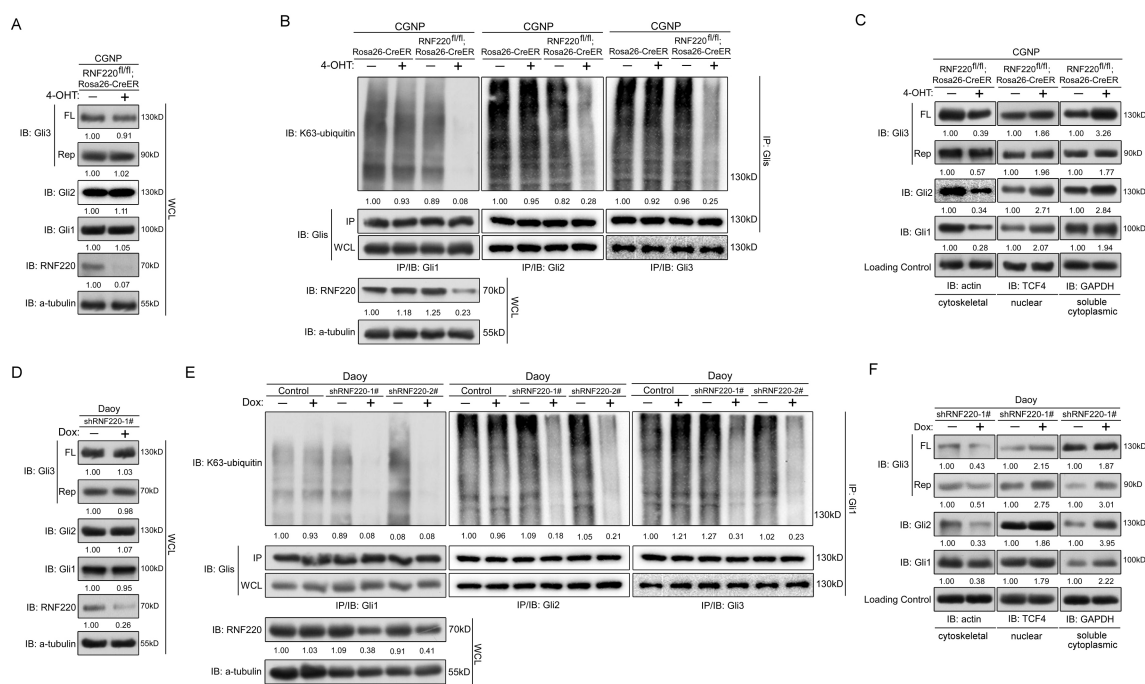 A
CGNP
RNF220fl/fl;
Rosa26-CreER
4-OHT: — +
FL 130kD
1.00 0.91
IB: Gli3
Rep 90kD
1.00 1.02
IB: Gli2 130kD
1.00 1.11
IB: Gli1 100kD
1.00 1.05
IB: RNF220 70kD
1.00 0.07
IB: a-tubulin 55kD
WCL
B
CGNP CGNP CGNP
RNF220fl/fl; RNF220fl/fl; RNF220fl/fl;
Rosa26-CreER Rosa26-CreER Rosa26-CreER Rosa26-CreER Rosa26-CreER Rosa26-CreER
4-OHT: — + — + — + — + — + — +
IB: K63-ubiquitin
130kD
IP: Glis
1.00 0.93 0.89 0.08 1.00 0.95 0.82 0.28 1.00 0.92 0.96 0.25
IP 130kD
IB: Glis
WCL 130kD
IP/IB: Gli1 IP/IB: Gli2 IP/IB: Gli3
IB: RNF220 70kD
1.00 1.18 1.25 0.23
IB: a-tubulin 55kD
WCL
C
CGNP
RNF220fl/fl; RNF220fl/fl; RNF220fl/fl;
Rosa26-CreER Rosa26-CreER Rosa26-CreER
4-OHT: — + — + — +
FL 130kD
1.00 0.39 1.00 1.86 1.00 3.26
IB: Gli3
Rep 90kD
1.00 0.57 1.00 1.96 1.00 1.77
IB: Gli2 130kD
1.00 0.34 1.00 2.71 1.00 2.84
IB: Gli1 100kD
1.00 0.28 1.00 2.07 1.00 1.94
Loading Control
IB: actin IB: TCF4 IB: GAPDH
cytoskeletal nuclear soluble
cytoplasmic
D
Daoy
shRNF220-1#
Dox: — +
FL 130kD
1.00 1.03
IB: Gli3
Rep 70kD
1.00 0.98
IB: Gli2 130kD
1.00 1.07
IB: Gli1 100kD
1.00 0.95
IB: RNF220 70kD
1.00 0.26
IB: a-tubulin 55kD
WCL
E
Daoy Daoy Daoy
Control shRNF220-1# shRNF220-2# Control shRNF220-1# shRNF220-2# Control shRNF220-1# shRNF220-2#
Dox: — + — + — + — + — + — + — + — + — +
IB: K63-ubiquitin
130kD
IP: Gli1
1.00 0.93 0.89 0.08 0.08 0.08 1.00 0.96 1.09 0.18 1.05 0.21 1.00 1.21 1.27 0.31 1.02 0.23
IP 130kD
IB: Glis
WCL 130kD
IP/IB: Gli1 IP/IB: Gli2 IP/IB: Gli3
IB: RNF220 70kD
1.00 1.03 1.09 0.38 0.91 0.41
IB: a-tubulin 55kD
WCL
F
Daoy
shRNF220-1# shRNF220-1# shRNF220-1#
Dox: — + — + — +
FL 130kD
1.00 0.43 1.00 2.15 1.00 1.87
IB: Gli3
Rep 90kD
1.00 0.51 1.00 2.75 1.00 3.01
IB: Gli2 130kD
1.00 0.33 1.00 1.86 1.00 3.95
IB: Gli1 100kD
1.00 0.38 1.00 1.79 1.00 2.22
Loading Control
IB: actin IB: TCF4 IB: GAPDH
cytoskeletal nuclear soluble
cytoplasmic